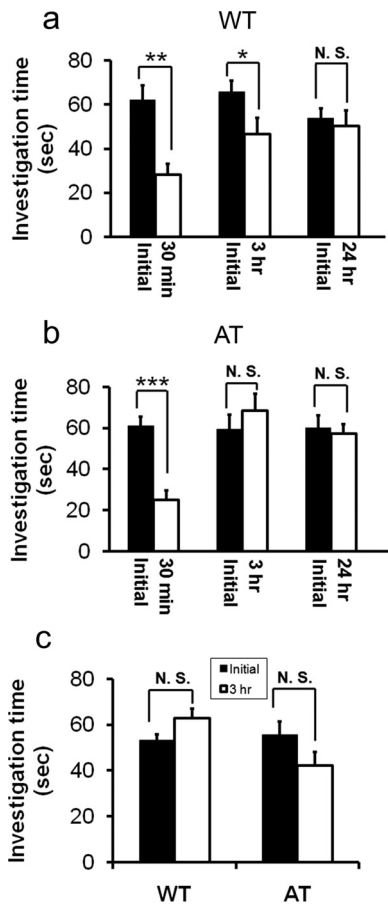 a
WT
Investigation time
(sec)
80
60
40
20
0
**
*
N. S.
Initial
30 min
Initial
3 hr
Initial
24 hr
b
AT
Investigation time
(sec)
80
60
40
20
0
***
N. S.
N. S.
Initial
30 min
Initial
3 hr
Initial
24 hr
c
Investigation time
(sec)
80
60
40
20
0
N. S.
Initial
3 hr
N. S.
WT
AT